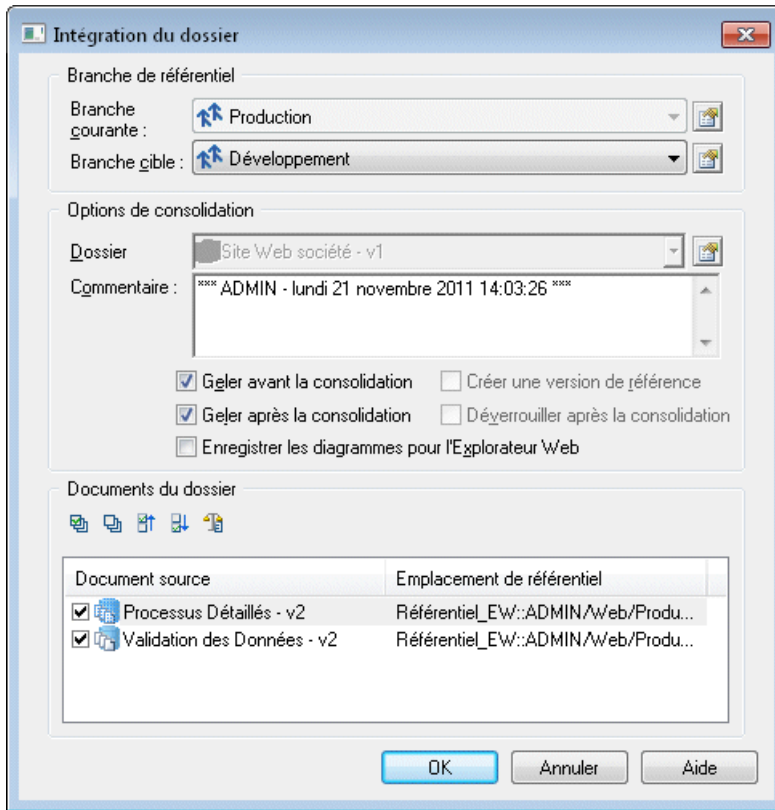 Intégration du dossier
Branche de référentiel
Branche
courante :
Production
Branche cible :
Développement
Options de consolidation
Dossier
Site Web société - v1
Commentaire :
*** ADMIN - lundi 21 novembre 2011 14:03:26 ***
Geler avant la consolidation
Créer une version de référence
Geler après la consolidation
Déverrouiller après la consolidation
Enregistrer les diagrammes pour l'Explorateur Web
Documents du dossier
Document source
Emplacement de référentiel
Processus Détaillés - v2
Référentiel_EW::ADMIN/Web/Produ...
Validation des Données - v2
Référentiel_EW::ADMIN/Web/Produ...
OK
Annuler
Aide